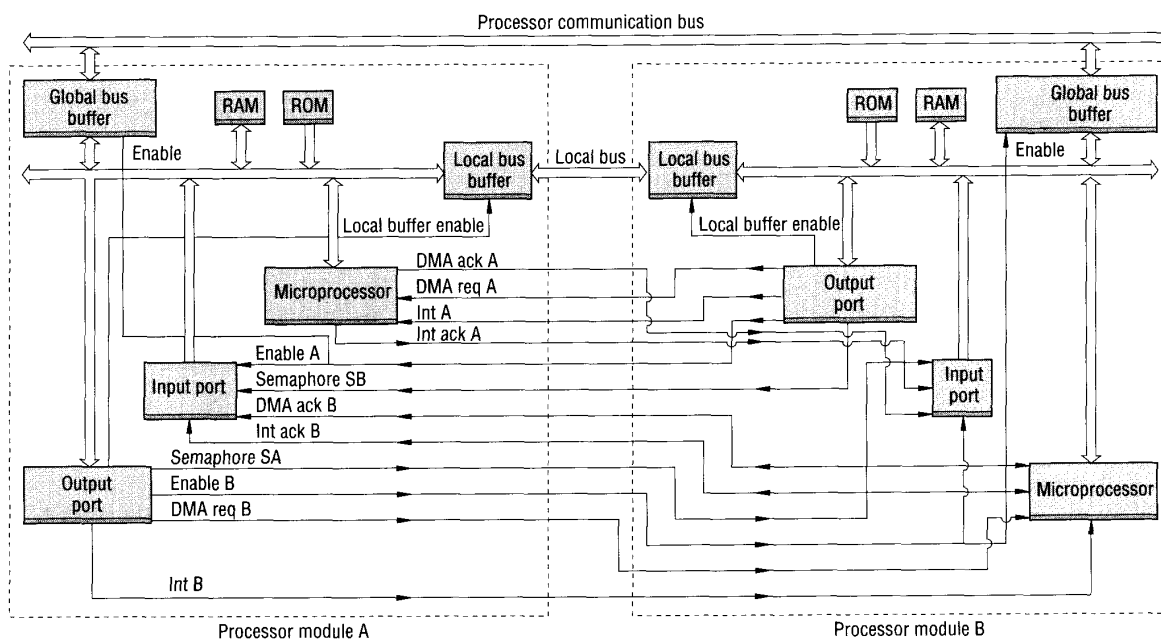 Processor communication bus
Global bus
buffer
RAM
ROM
ROM
RAM
Global bus
buffer
Enable
Enable
Local bus
buffer
Local bus
Local bus
buffer
Local buffer enable
Local buffer enable
Microprocessor
DMA ack A
DMA req A
Int A
Int ack A
Output
port
Enable A
Input port
Semaphore SB
DMA ack B
Int ack B
Input
port
Output
port
Semaphore SA
Enable B
DMA req B
Microprocessor
Int B
Processor module A
Processor module B